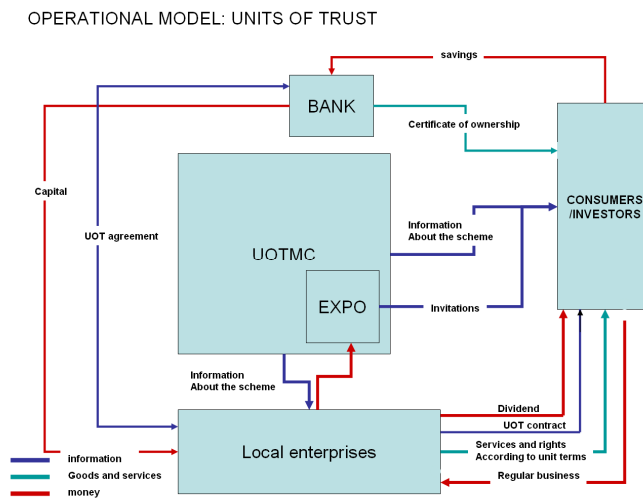 OPERATIONAL MODEL: UNITS OF TRUST
savings
BANK
Certificate of ownership
CONSUMERS
/INVESTORS
Capital
UOT agreement
UOTMC
Information
About the scheme
EXPO
Invitations
Information
About the scheme
Dividend
UOT contract
Local enterprises
Services and rights
According to unit terms
Regular business
information
Goods and services
money